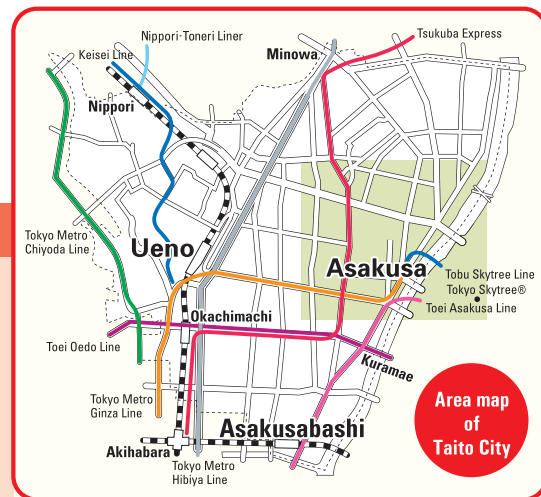 Nippori-Toneri Liner
Tsukuba Express
Keisei Line
Minowa
Nippori
Tokyo Metro
Chiyoda Line
Ueno
Asakusa
Tobu Skytree Line
Tokyo Skytree®
Toei Asakusa Line
Okachimachi
Toei Oedo Line
Kuramae
Tokyo Metro
Ginza Line
Asakusabashi
Akihabara
Tokyo Metro
Hibiya Line
Area map
of
Taito City